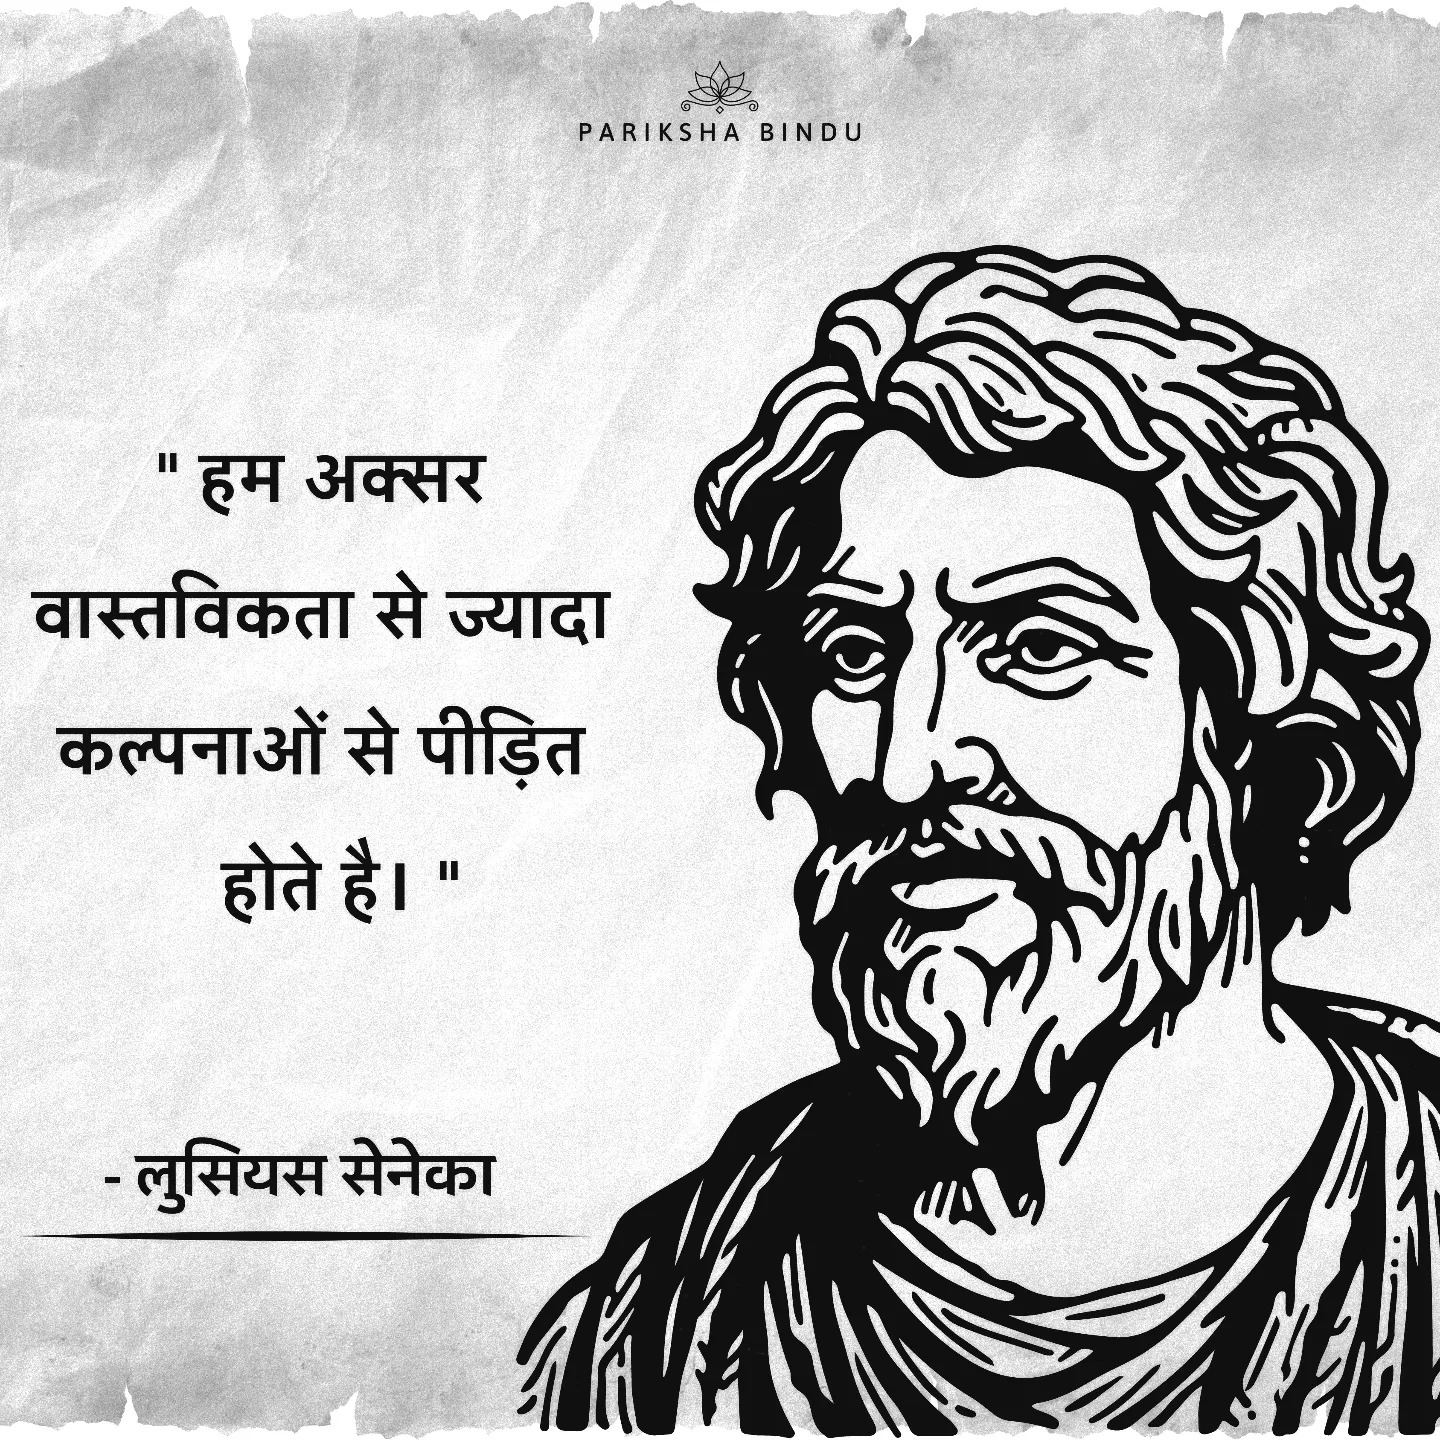 PARIKSHA BINDU
" हम अक्सर
वास्तविकता से ज्यादा
कल्पनाओं से पीड़ित
होते है। "
- लुसियस सेनेका